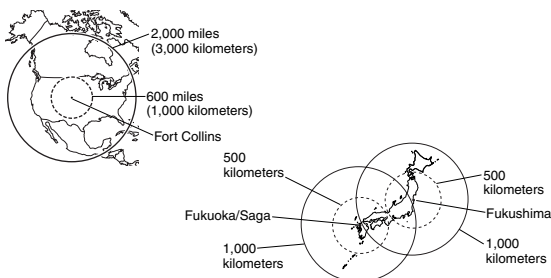 2,000 miles
(3,000 kilometers)
600 miles
(1,000 kilometers)
Fort Collins
500
kilometers
Fukuoka/Saga
1,000
kilometers
500
kilometers
Fukushima
1,000
kilometers